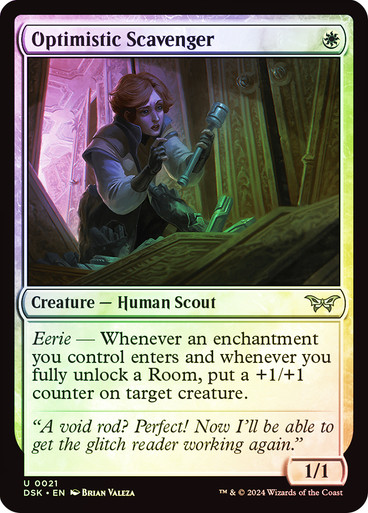 Optimistic Scavenger
Creature — Human Scout
Eerie — Whenever an enchantment
you control enters and whenever you
fully unlock a Room, put a +1/+1
counter on target creature.
“A void rod? Perfect! Now I’ll be able to
get the glitch reader working again.”
1/1
U 0021
DSK • EN Brian Valeza
™ & © 2024 Wizards of the Coast